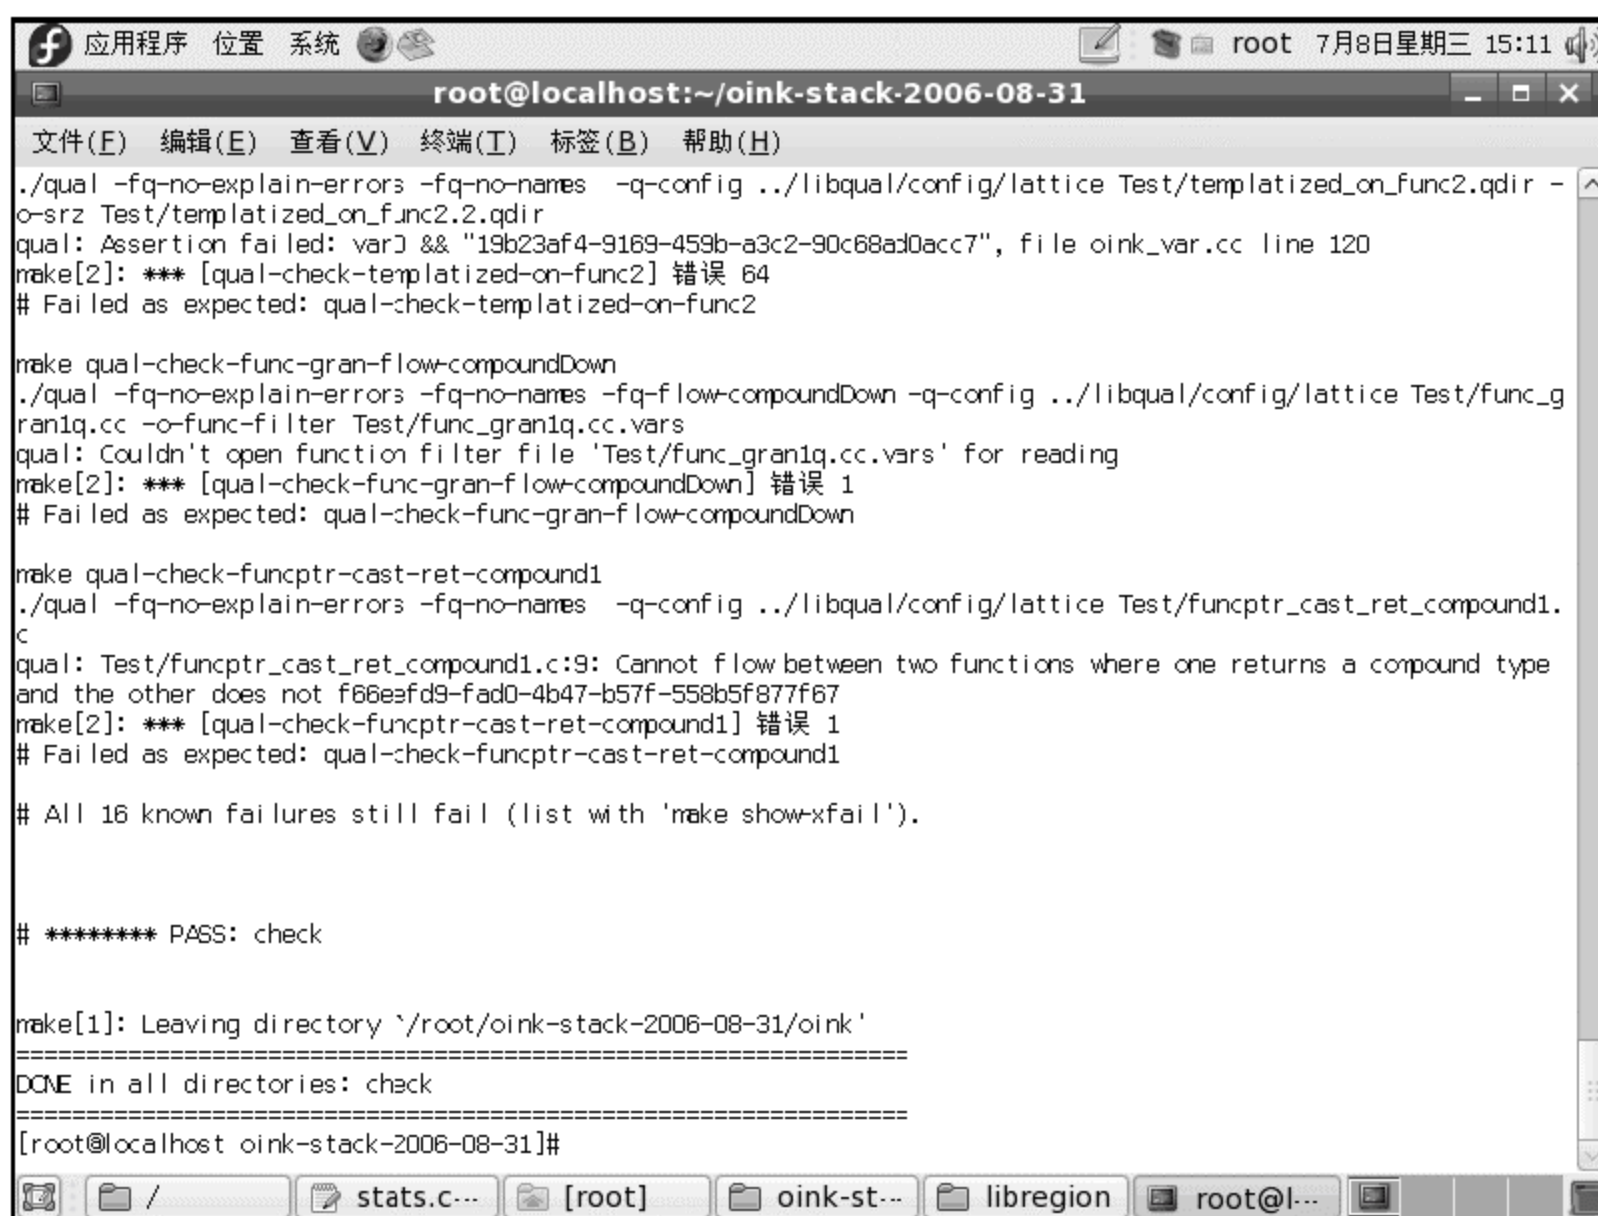 应用程序 位置 系统 root 7月8日星期三 15:11
root@localhost:~/oink-stack-2006-08-31
文件(F) 编辑(E) 查看(V) 终端(T) 标签(B) 帮助(H)
./qual -fq-no-explain-errors -fq-no-names  -q-config ../libqual/config/lattice Test/templatized_on_func2.qdir -
o-srz Test/templatized_on_func2.2.qdir
qual: Assertion failed: var0 && "19b23af4-9169-459b-a3c2-90c68ad0acc7", file oink_var.cc line 120
make[2]: *** [qual-check-templatized-on-func2] 错误 64
# Failed as expected: qual-check-templatized-on-func2
make qual-check-func-gran-flow-compoundDown
./qual -fq-no-explain-errors -fq-no-names -fq-flow-compoundDown -q-config ../libqual/config/lattice Test/func_g
ran1q.cc -o-func-filter Test/func_gran1q.cc.vars
qual: Couldn't open function filter file 'Test/func_gran1q.cc.vars' for reading
make[2]: *** [qual-check-func-gran-flow-compoundDown] 错误 1
# Failed as expected: qual-check-func-gran-flow-compoundDown
make qual-check-funcptr-cast-ret-compound1
./qual -fq-no-explain-errors -fq-no-names  -q-config ../libqual/config/lattice Test/funcptr_cast_ret_compound1.
c
qual: Test/funcptr_cast_ret_compound1.c:9: Cannot flow between two functions where one returns a compound type
and the other does not f66eefd9-fad0-4b47-b57f-558b5f877f67
make[2]: *** [qual-check-funcptr-cast-ret-compound1] 错误 1
# Failed as expected: qual-check-funcptr-cast-ret-compound1
# All 16 known failures still fail (list with 'make show-xfail').
# ******** PASS: check
make[1]: Leaving directory `/root/oink-stack-2006-08-31/oink'
================================================================
DONE in all directories: check
================================================================
[root@localhost oink-stack-2006-08-31]#
/ stats.c··· [root] oink-st··· libregion root@l···